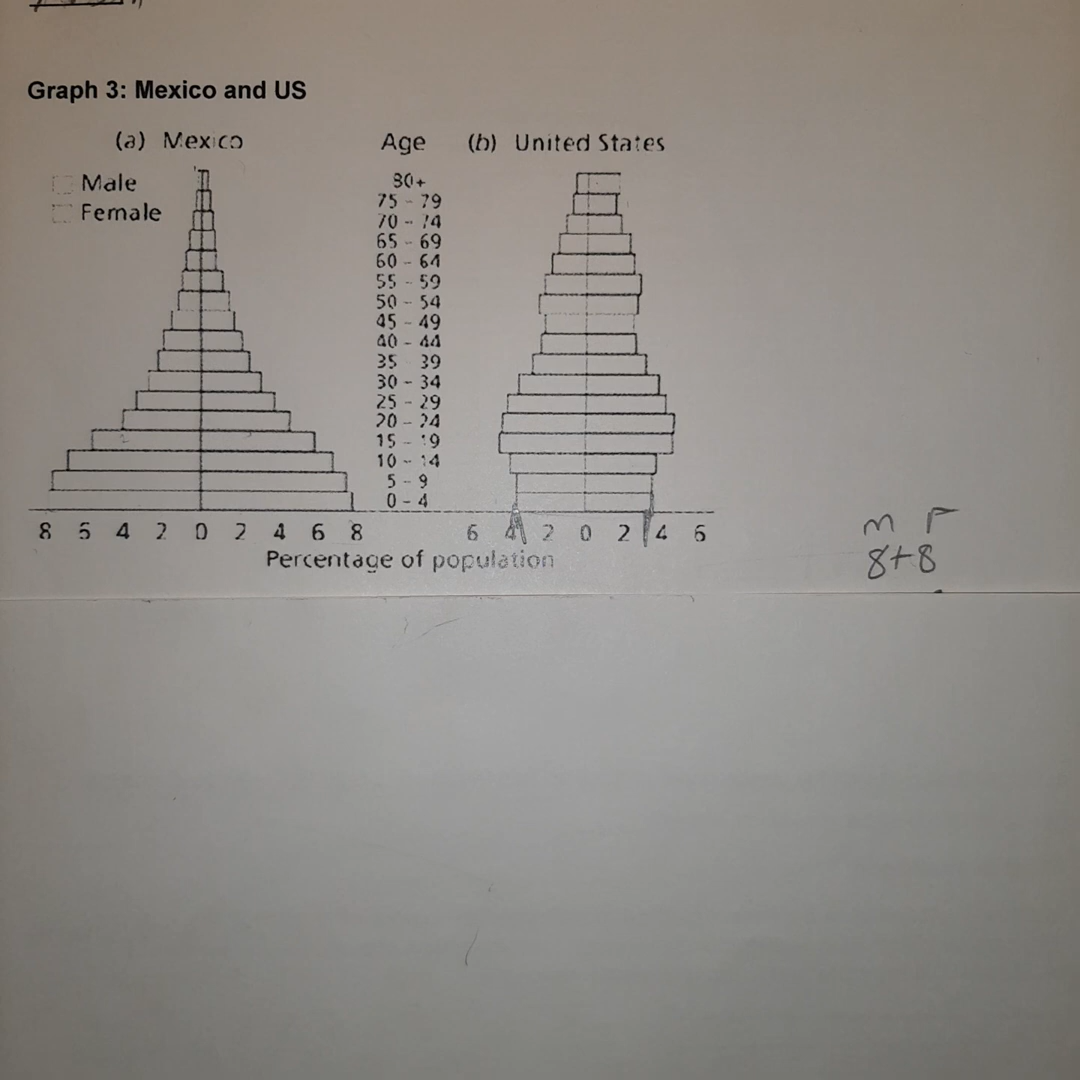 Graph 3: Mexico and US
(a) Mexico Age (b) United States
Male
Female
80+
75 - 79
70 - 74
65 - 69
60 - 64
55 - 59
50 - 54
45 - 49
40 - 44
35 39
30 - 34
25 - 29
20 - 24
15 - 19
10 - 14
5 - 9
0 - 4
8 6 4 2 0 2 4 6 8 6 4 2 0 2 4 6
Percentage of population
m F
8+8